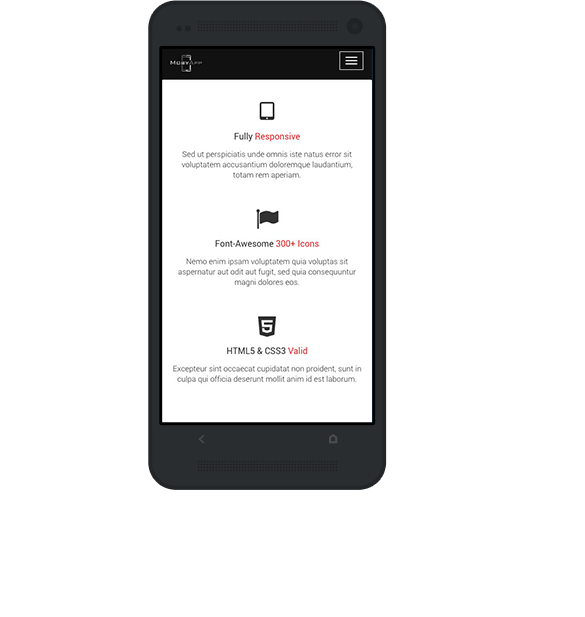 MobyApp
Fully Responsive
Sed ut perspiciatis unde omnis iste natus error sit
voluptatem accusantium doloremque laudantium,
totam rem aperiam.
Font-Awesome 300+ Icons
Nemo enim ipsam voluptatem quia voluptas sit
aspernatur aut odit aut fugit, sed quia consequuntur
magni dolores eos.
5
HTML5 & CSS3 Valid
Excepteur sint occaecat cupidatat non proident, sunt in
culpa qui officia deserunt mollit anim id est laborum.